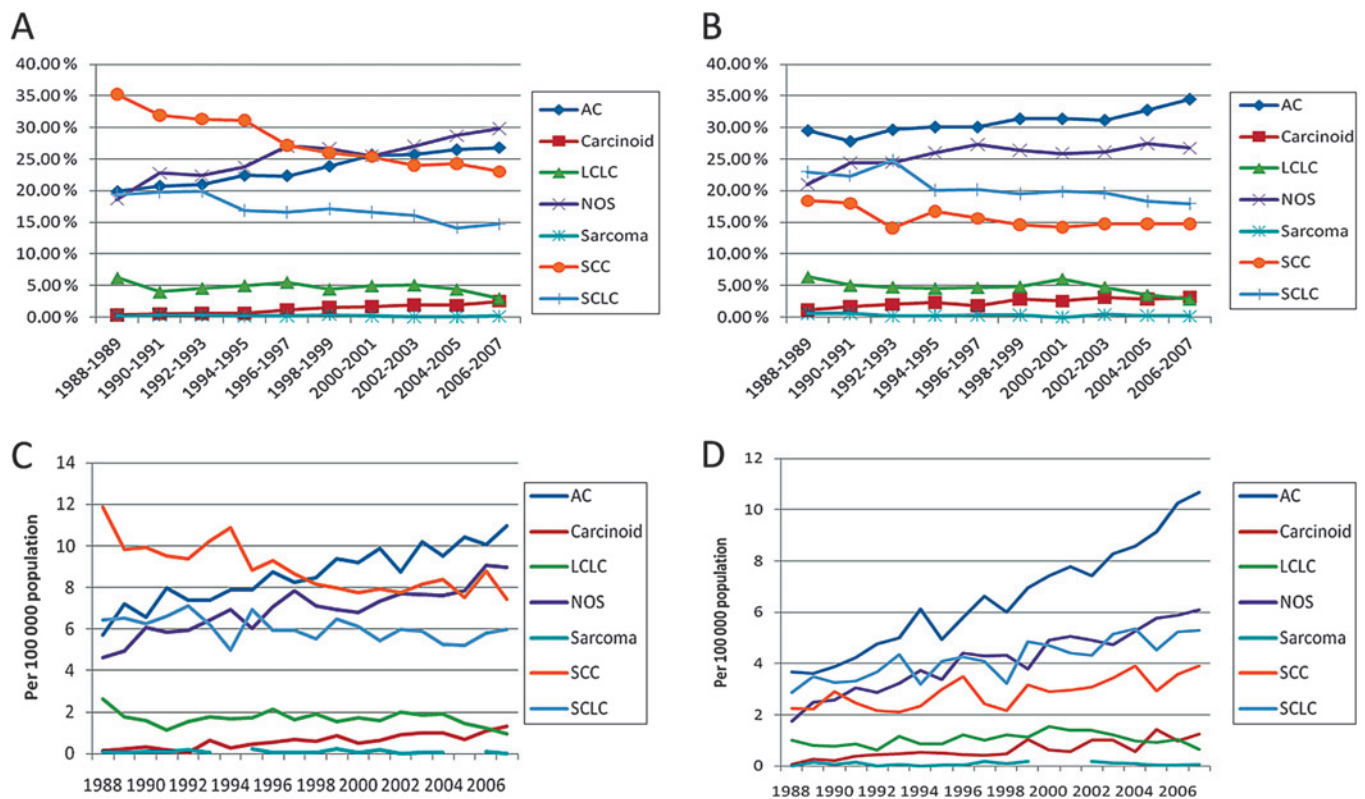 A
40.00 %
35.00 %
30.00 %
25.00 %
20.00 %
15.00 %
10.00 %
5.00 %
0.00 %
1988-1989
1990-1991
1992-1993
1994-1995
1996-1997
1998-1999
2000-2001
2002-2003
2004-2005
2006-2007
AC
Carcinoid
LCLC
NOS
Sarcoma
SCC
SCLC
B
40.00 %
35.00 %
30.00 %
25.00 %
20.00 %
15.00 %
10.00 %
5.00 %
0.00 %
1988-1989
1990-1991
1992-1993
1994-1995
1996-1997
1998-1999
2000-2001
2002-2003
2004-2005
2006-2007
AC
Carcinoid
LCLC
NOS
Sarcoma
SCC
SCLC
C
Per 100 000 population
14
12
10
8
6
4
2
0
1988 1990 1992 1994 1996 1998 2000 2002 2004 2006
AC
Carcinoid
LCLC
NOS
Sarcoma
SCC
SCLC
D
Per 100 000 population
12
10
8
6
4
2
0
1988 1990 1992 1994 1996 1998 2000 2002 2004 2006
AC
Carcinoid
LCLC
NOS
Sarcoma
SCC
SCLC